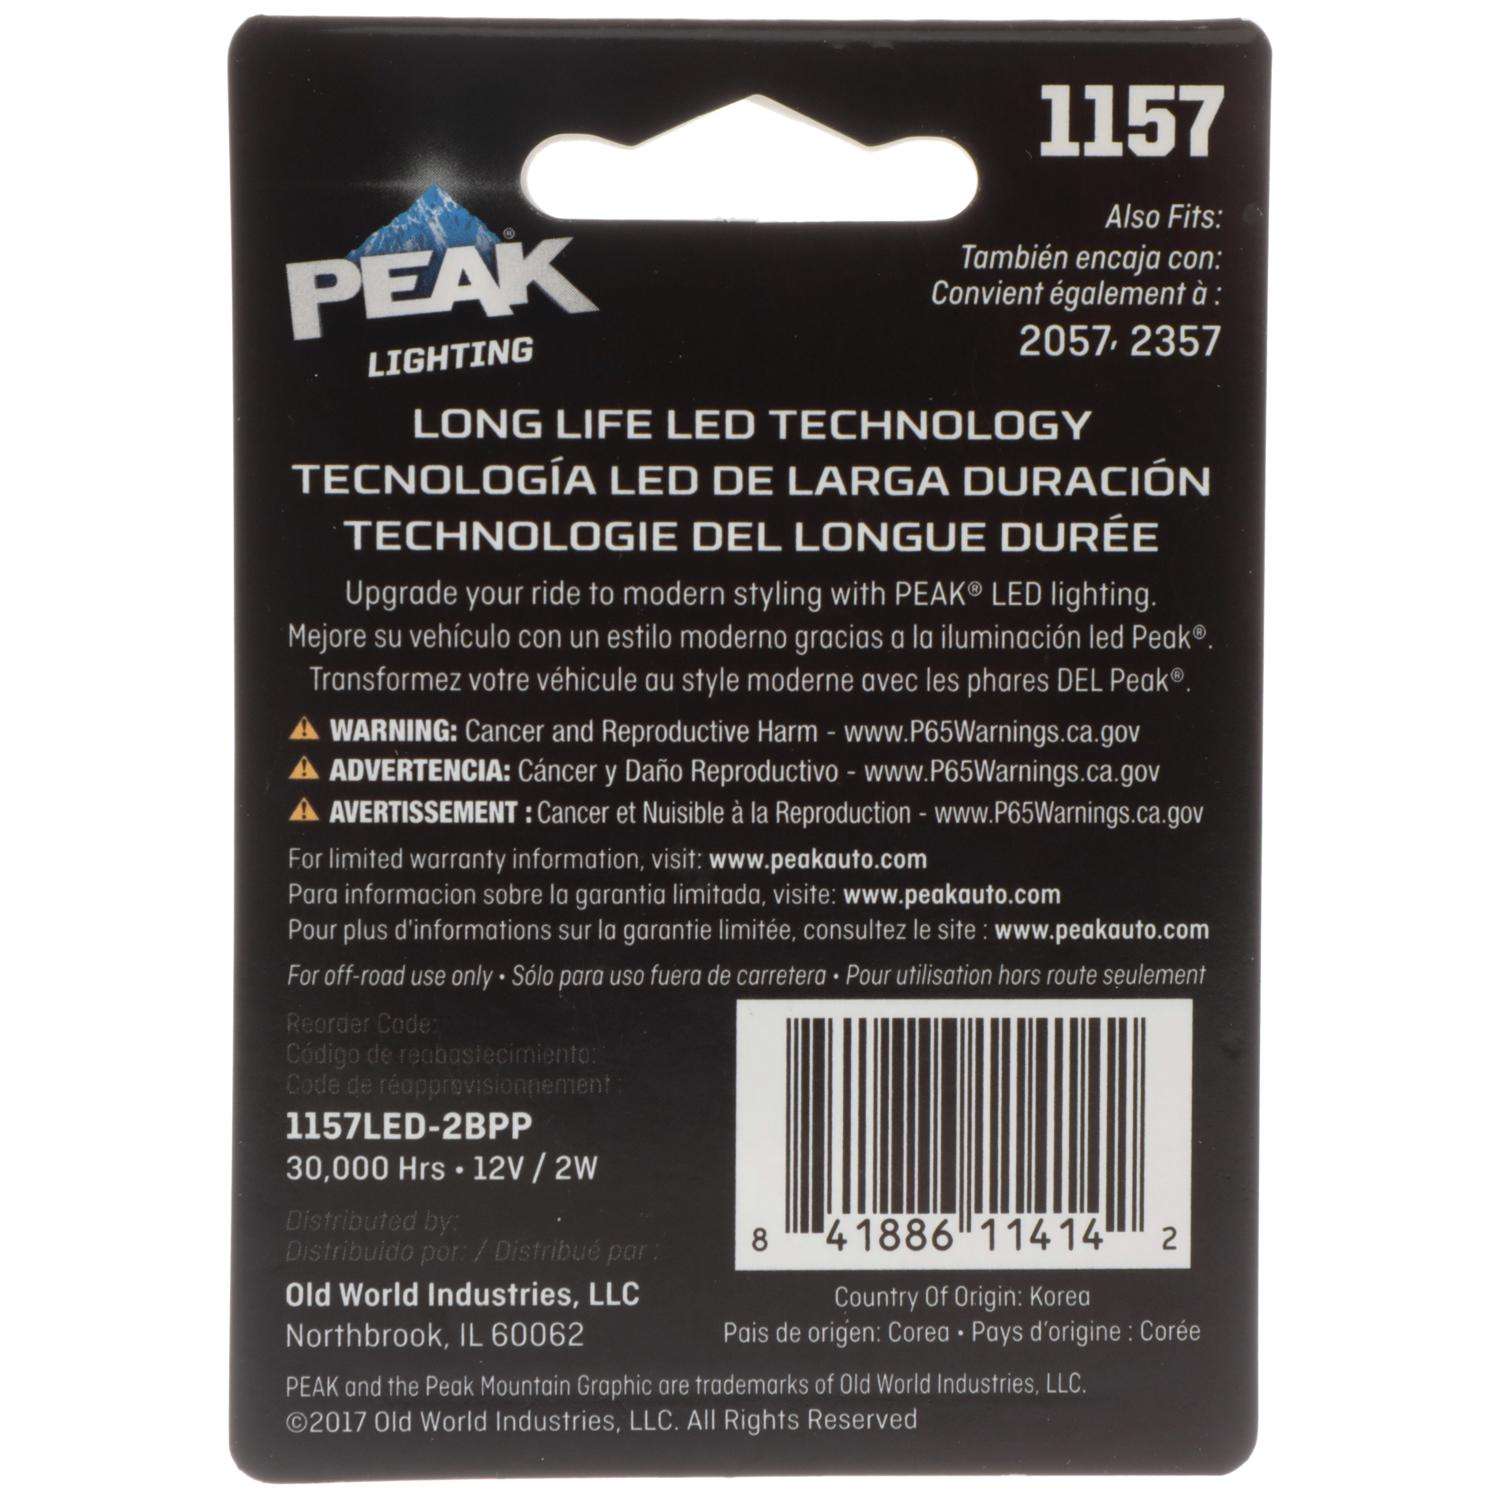 1157
Also Fits:
También encaja con:
Convient également à :
2057, 2357
PEAK®
LIGHTING
LONG LIFE LED TECHNOLOGY
TECNOLOGÍA LED DE LARGA DURACIÓN
TECHNOLOGIE DEL LONGUE DURÉE
Upgrade your ride to modern styling with PEAK® LED lighting.
Mejore su vehículo con un estilo moderno gracias a la iluminación led Peak®.
Transformez votre véhicule au style moderne avec les phares DEL Peak®.
WARNING: Cancer and Reproductive Harm - www.P65Warnings.ca.gov
ADVERTENCIA: Cáncer y Daño Reproductivo - www.P65Warnings.ca.gov
AVERTISSEMENT : Cancer et Nuisible à la Reproduction - www.P65Warnings.ca.gov
For limited warranty information, visit: www.peakauto.com
Para informacion sobre la garantia limitada, visite: www.peakauto.com
Pour plus d'informations sur la garantie limitée, consultez le site : www.peakauto.com
For off-road use only • Sólo para uso fuera de carretera • Pour utilisation hors route seulement
Reorder Code:
Código de reabastecimiento:
Code de réapprovisionnement :
1157LED-2BPP
30,000 Hrs • 12V / 2W
Distributed by:
Distribuido por: / Distribué par :
Old World Industries, LLC
Northbrook, IL 60062
8 41886 11414 2
Country Of Origin: Korea
Pais de origen: Corea • Pays d'origine : Corée
PEAK and the Peak Mountain Graphic are trademarks of Old World Industries, LLC.
©2017 Old World Industries, LLC. All Rights Reserved